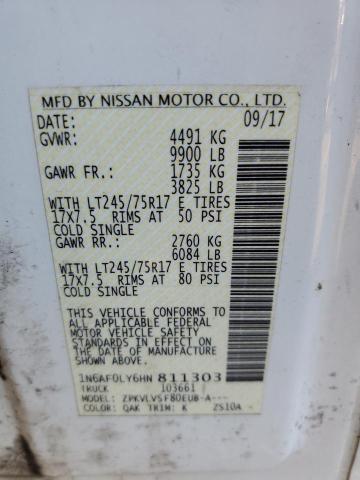 MFD BY NISSAN MOTOR CO., LTD.
DATE: 09/17
GVWR: 4491 KG
9900 LB
GAWR FR.: 1735 KG
3825 LB
WITH LT245/75R17 E TIRES
17X7.5 RIMS AT 50 PSI
COLD SINGLE
GAWR RR.: 2760 KG
6084 LB
WITH LT245/75R17 E TIRES
17X7.5 RIMS AT 80 PSI
COLD SINGLE
THIS VEHICLE CONFORMS TO ALL
APPLICABLE FEDERAL MOTOR
VEHICLE SAFETY STANDARDS IN
EFFECT ON THE DATE OF
MANUFACTURE SHOWN ABOVE.
1N6AF0LY6HN 811303
TRUCK 103661
MODEL: ZPKVLVSF80EUB-A---
COLOR: QAK TRIM: K ZS10A